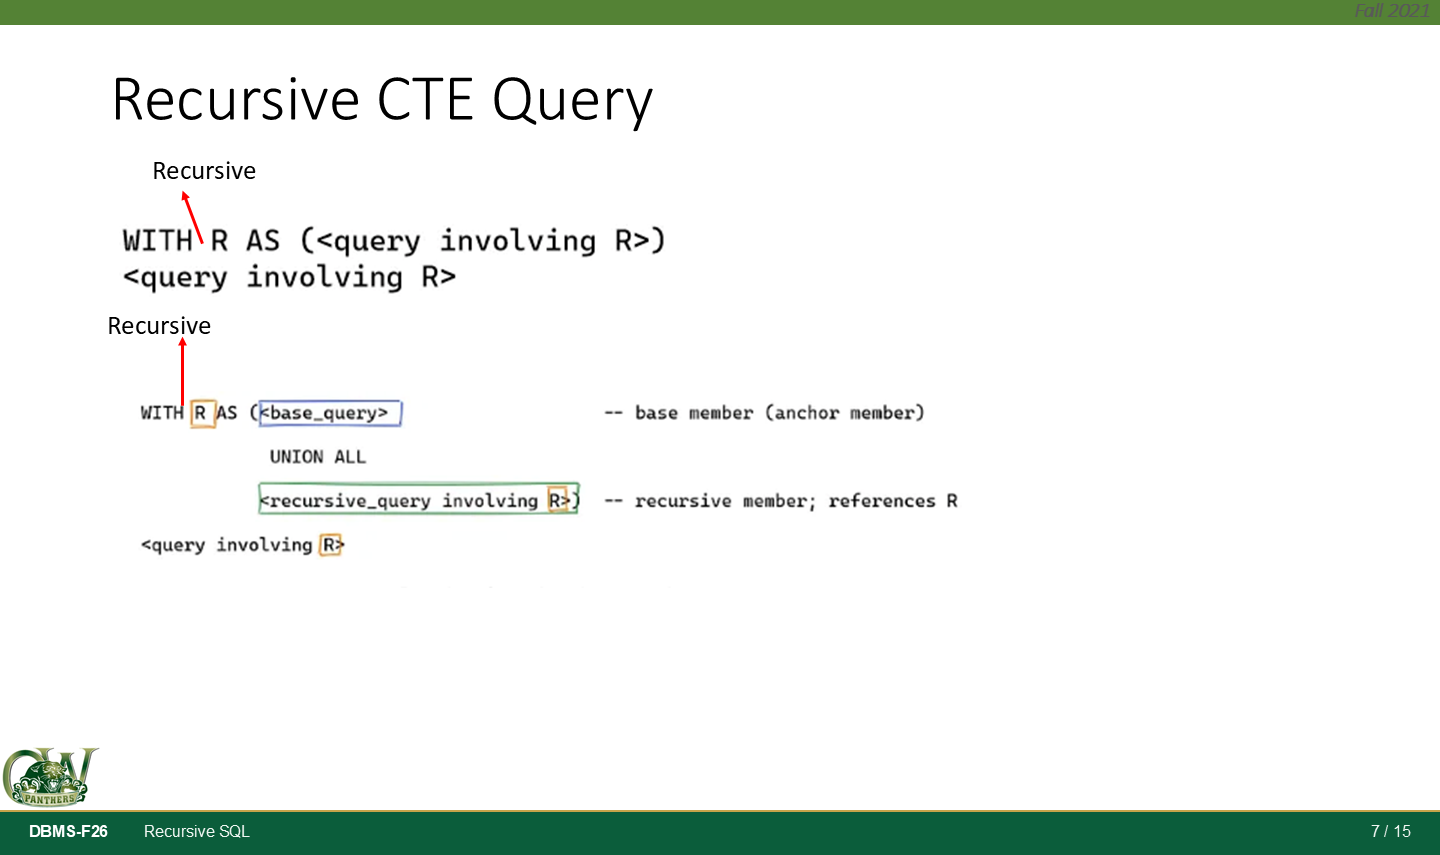 Fall 2021
Recursive CTE Query
Recursive
WITH R AS (<query involving R>)
<query involving R>
Recursive
WITH R AS (<base_query> -- base member (anchor member)
UNION ALL
<recursive_query involving R>) -- recursive member; references R
<query involving R>
OW
PANTHERS
DBMS-F26 Recursive SQL 7 / 15